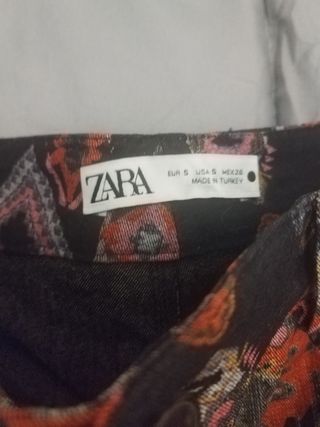 ZARA
EUR S USA S MEX 26
MADE IN TURKEY